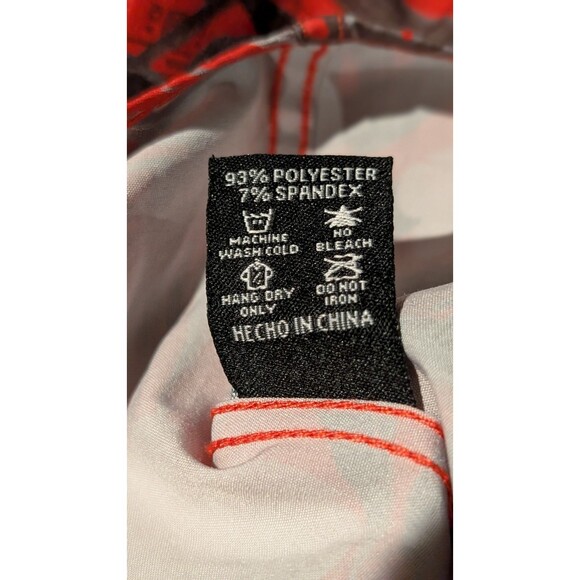 93% POLYESTER
7% SPANDEX
MACHINE
WASH COLD
NO
BLEACH
HANG DRY
ONLY
DO NOT
IRON
HECHO IN CHINA